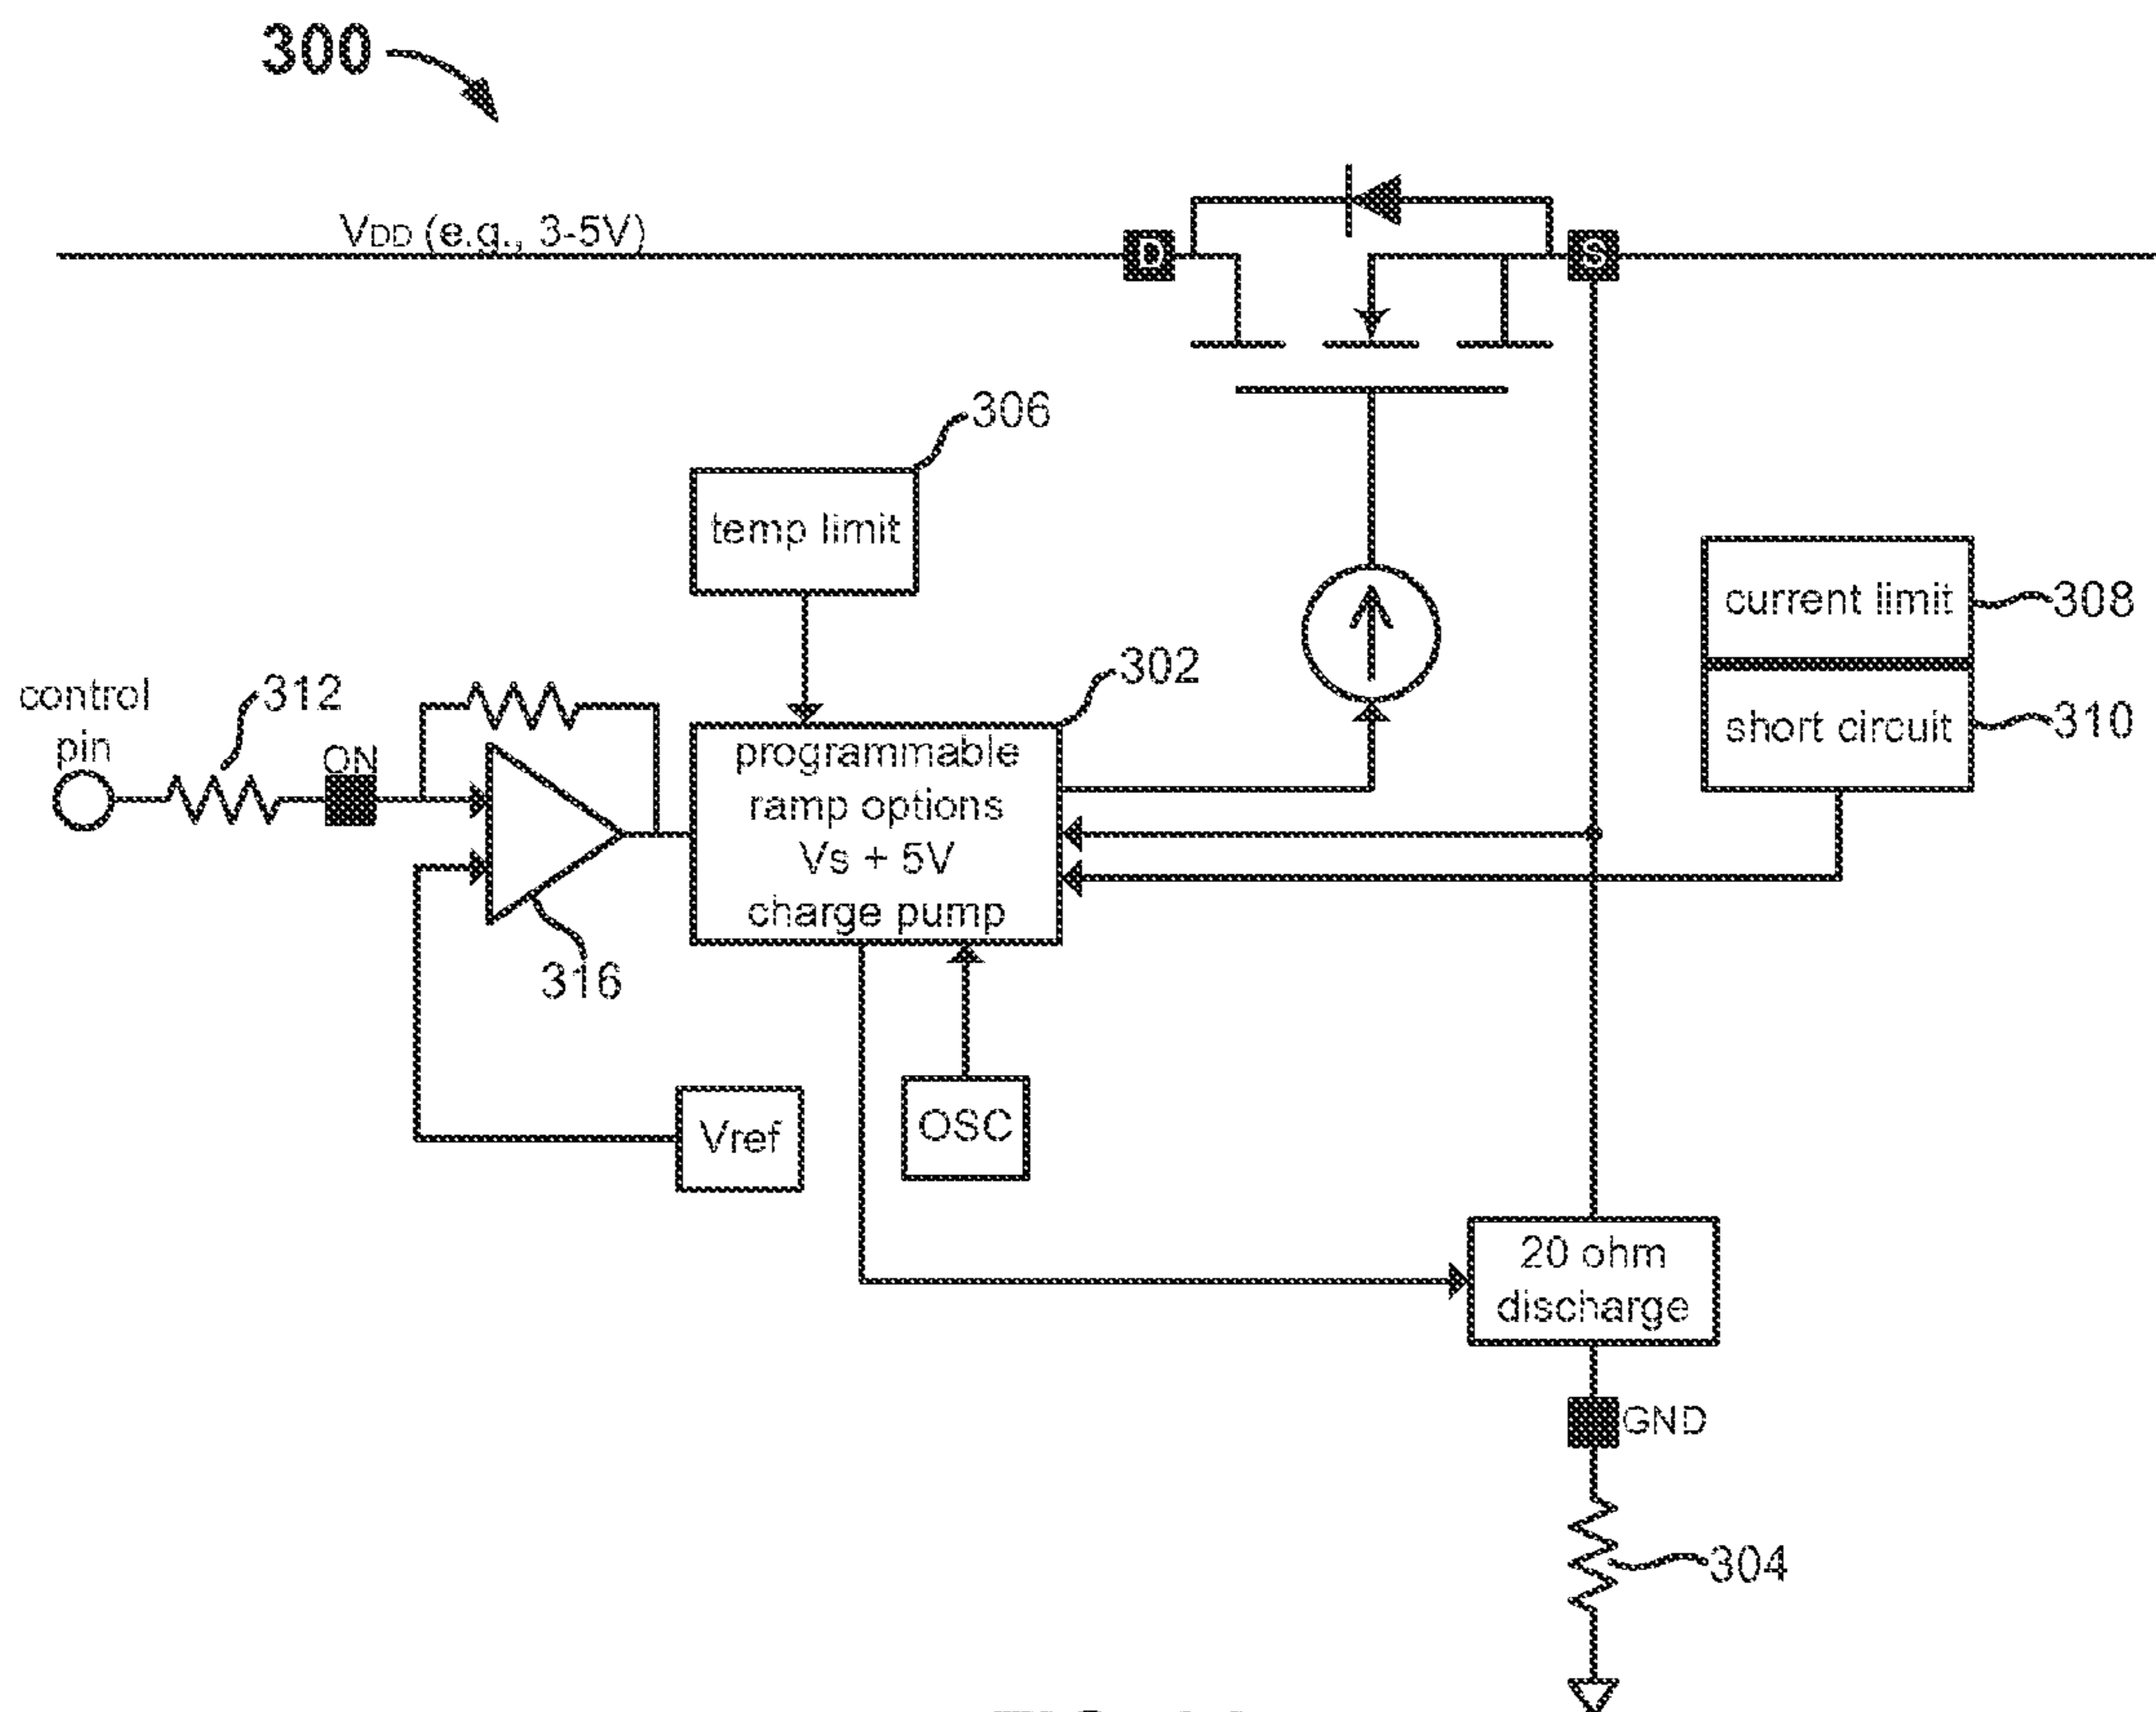 300
VDD (e.g., 3-5V)
D
S
306
temp limit
current limit
308
302
control
pin
312
ON
programmable
ramp options
Vs + 5V
charge pump
short circuit
310
316
Vref
OSC
20 ohm
discharge
GND
304